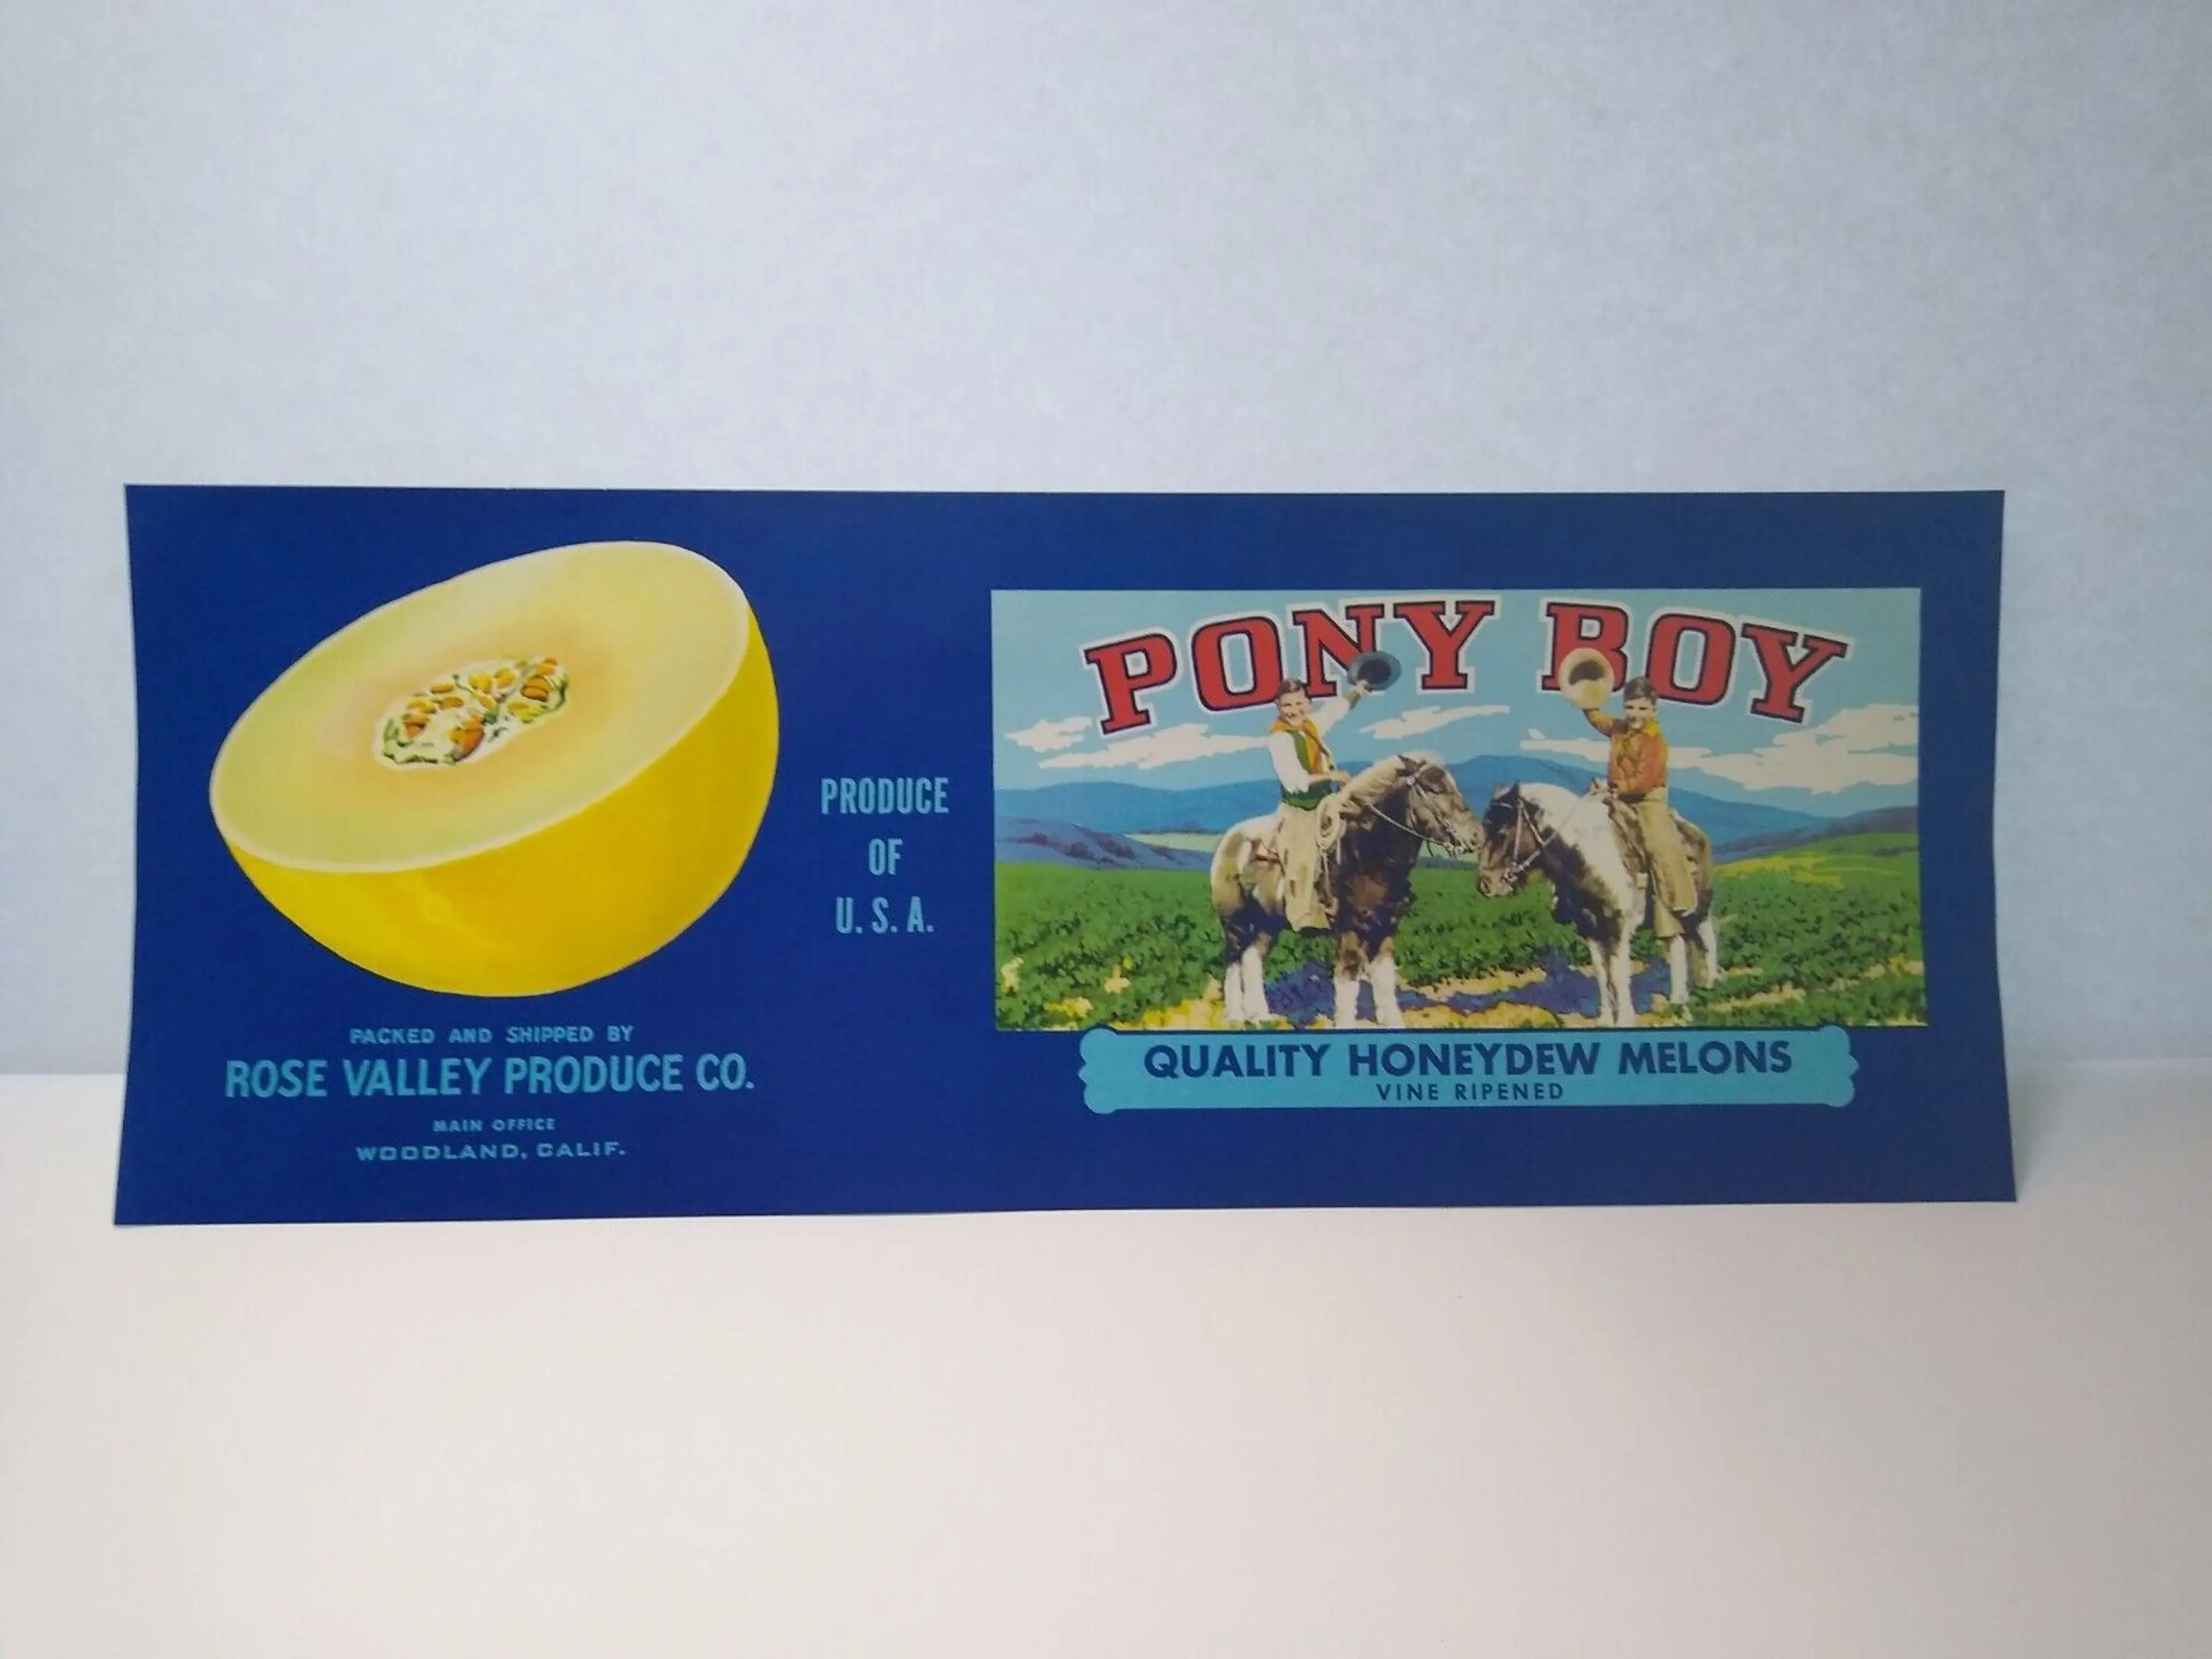 PACKED AND SHIPPED BY
ROSE VALLEY PRODUCE CO.
MAIN OFFICE
WOODLAND, CALIF.
PRODUCE
OF
U. S. A.
PONY BOY
QUALITY HONEYDEW MELONS
VINE RIPENED